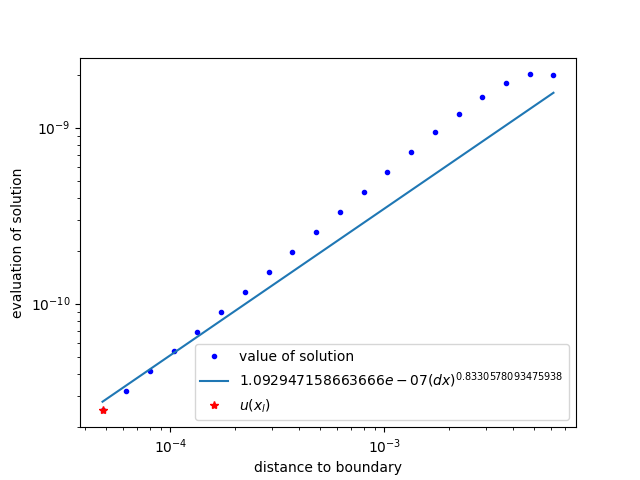 10⁻⁹
10⁻¹⁰
evaluation of solution
value of solution
1.092947158663666e − 07(dx)^0.8330578093475938
u(x_l)
10⁻⁴
10⁻³
distance to boundary